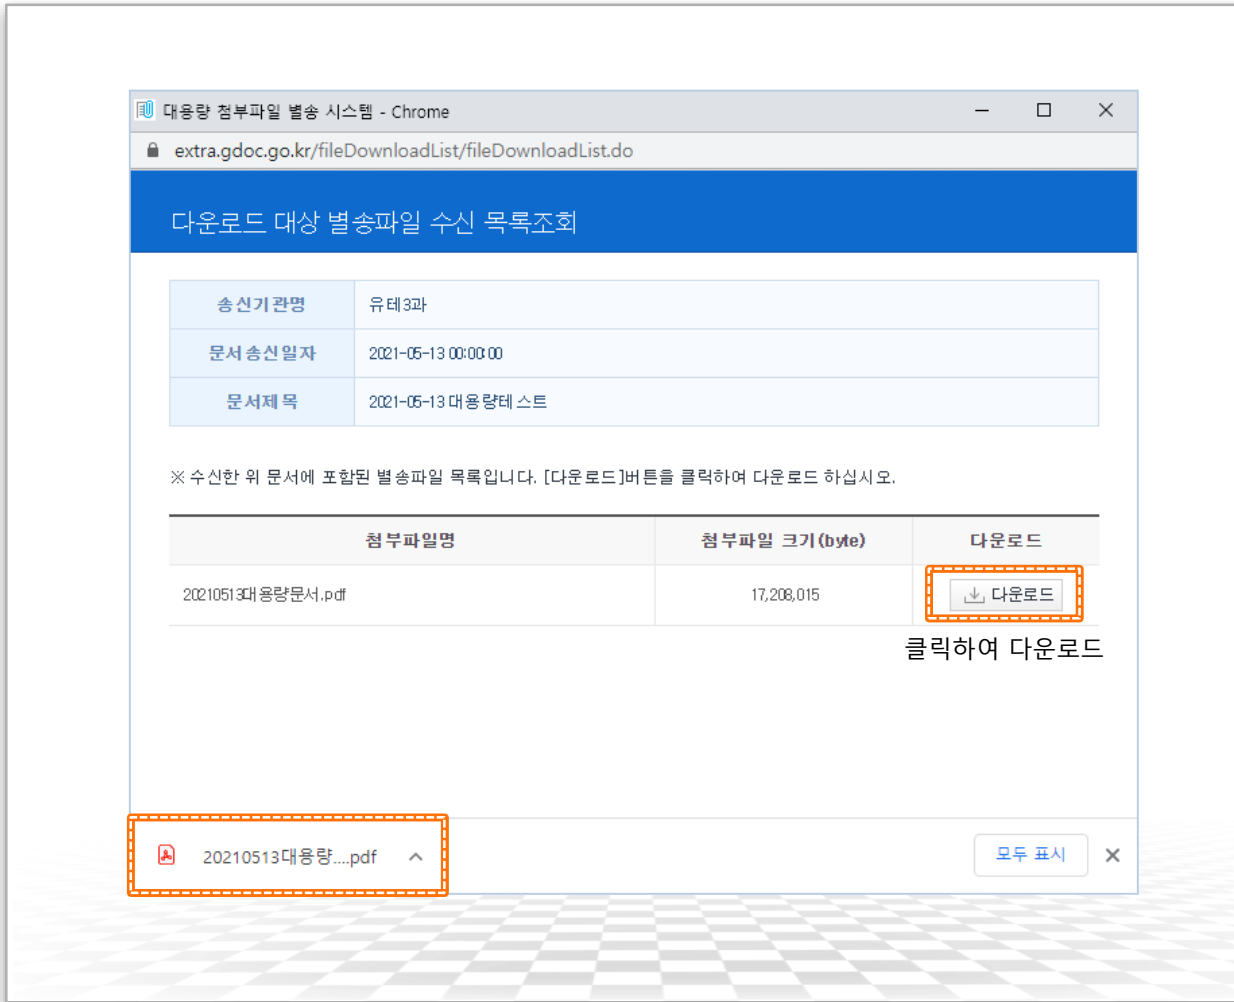 대용량 첨부파일 별송 시스템 - Chrome
extra.gdoc.go.kr/fileDownloadList/fileDownloadList.do
다운로드 대상 별송파일 수신 목록조회
송신기관명 유테3과
문서송신일자 2021-05-13 00:00:00
문서제목 2021-05-13 대용량테스트
※ 수신한 위 문서에 포함된 별송파일 목록입니다. [다운로드]버튼을 클릭하여 다운로드 하십시오.
첨부파일명 첨부파일 크기(byte) 다운로드
20210513대용량문서.pdf 17,208,015 다운로드
클릭하여 다운로드
20210513대용량....pdf 모두 표시